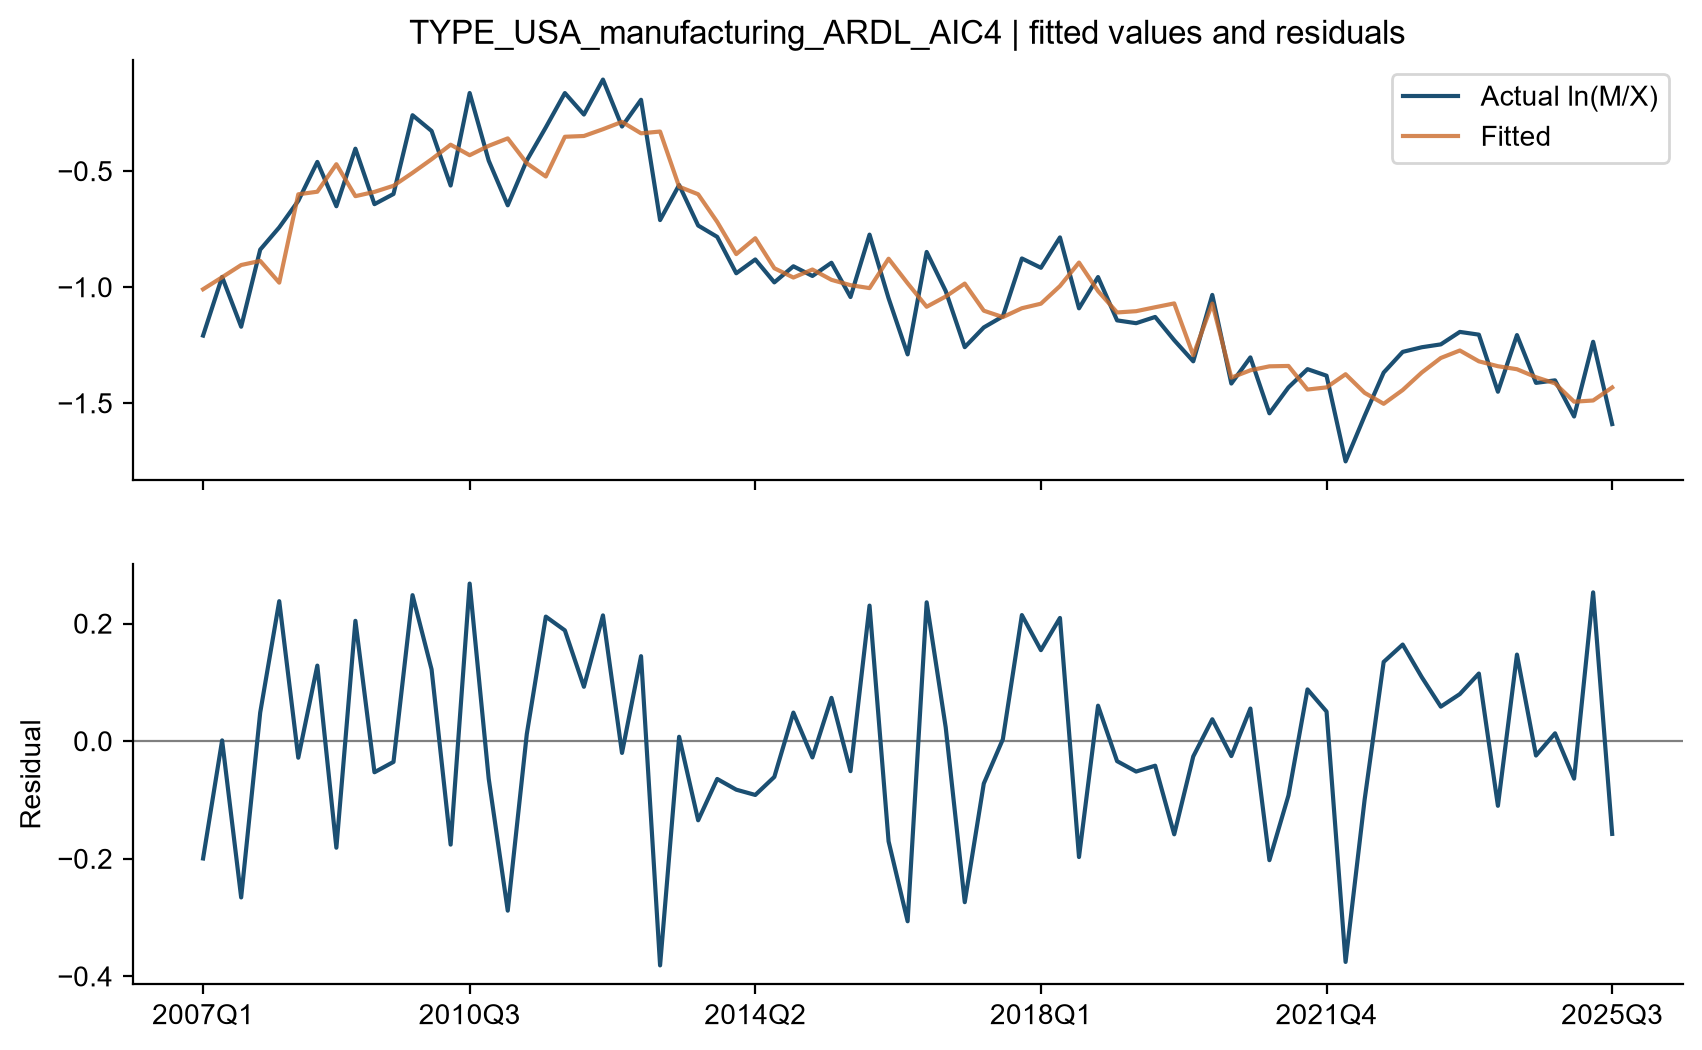 TYPE_USA_manufacturing_ARDL_AIC4 | fitted values and residuals
Actual ln(M/X)
Fitted
−0.5
−1.0
−1.5
Residual
0.2
0.0
−0.2
−0.4
2007Q1 2010Q3 2014Q2 2018Q1 2021Q4 2025Q3